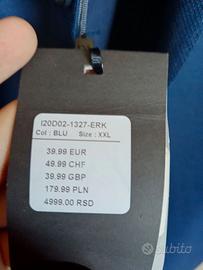 I20D02-1327-ERK
Col : BLU Size : XXL
39.99 EUR
49.99 CHF
39.99 GBP
179.99 PLN
4999.00 RSD
subito